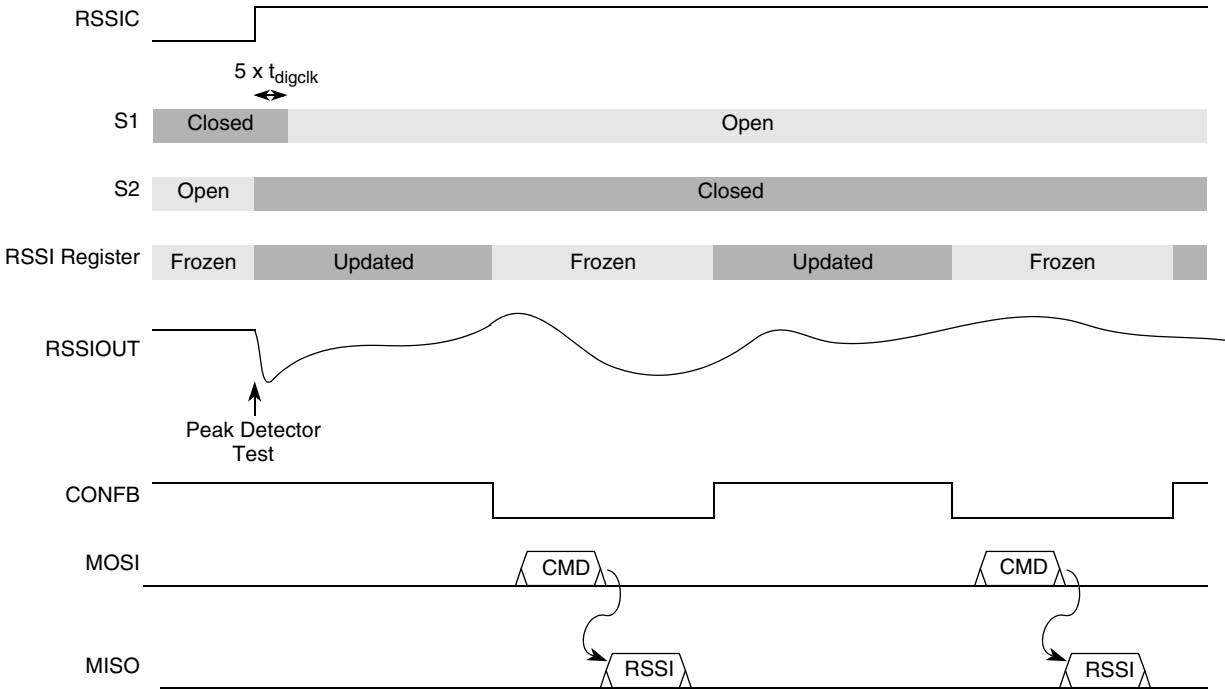 RSSIC
5 x tdigclk
S1 Closed Open
S2 Open Closed
RSSI Register Frozen Updated Frozen Updated Frozen
RSSIOUT
Peak Detector
Test
CONFB
MOSI CMD CMD
MISO RSSI RSSI